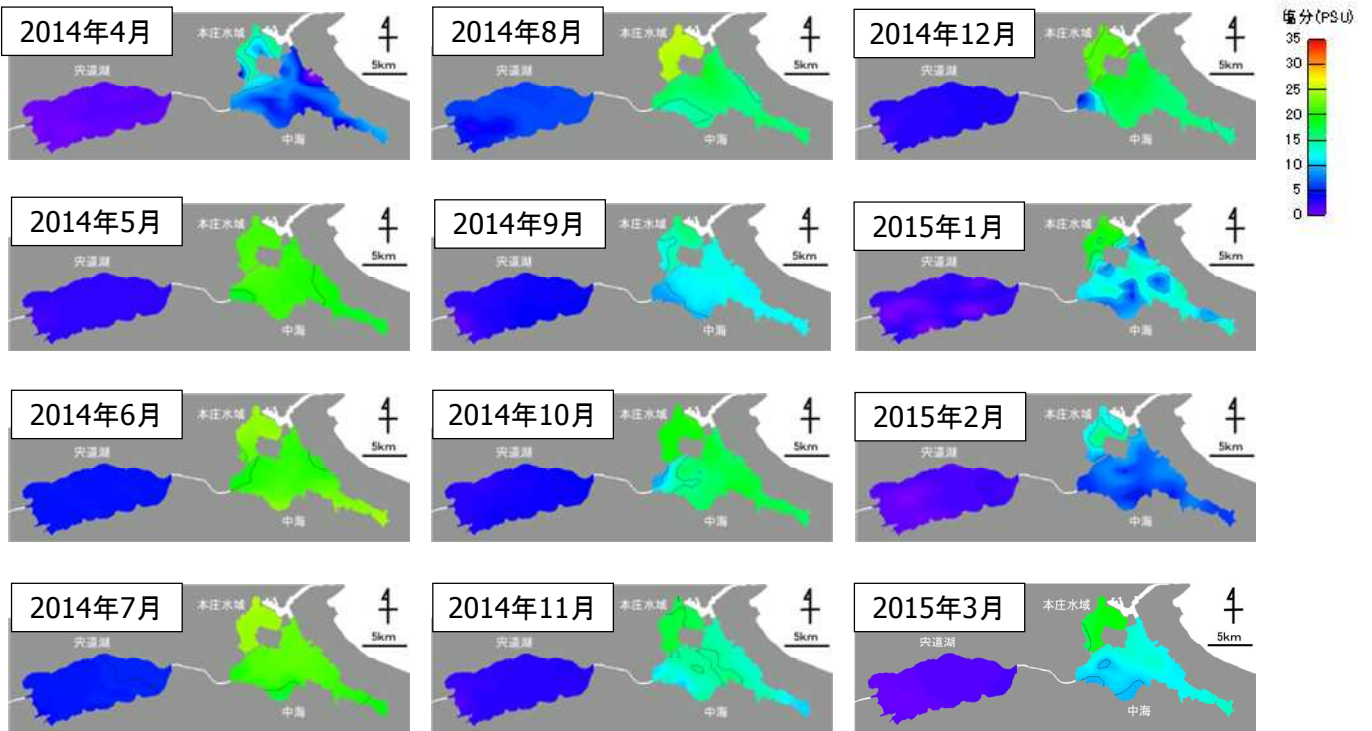 2014年4月
本庄水域
宍道湖
中海
5km
2014年8月
本庄水域
宍道湖
中海
5km
2014年12月
本庄水域
宍道湖
中海
5km
塩分(PSU)
35
30
25
20
15
10
5
0
2014年5月
本庄水域
宍道湖
中海
5km
2014年9月
本庄水域
宍道湖
中海
5km
2015年1月
本庄水域
宍道湖
中海
5km
2014年6月
本庄水域
宍道湖
中海
5km
2014年10月
本庄水域
宍道湖
中海
5km
2015年2月
本庄水域
宍道湖
中海
5km
2014年7月
本庄水域
宍道湖
中海
5km
2014年11月
本庄水域
宍道湖
中海
5km
2015年3月
本庄水域
宍道湖
中海
5km